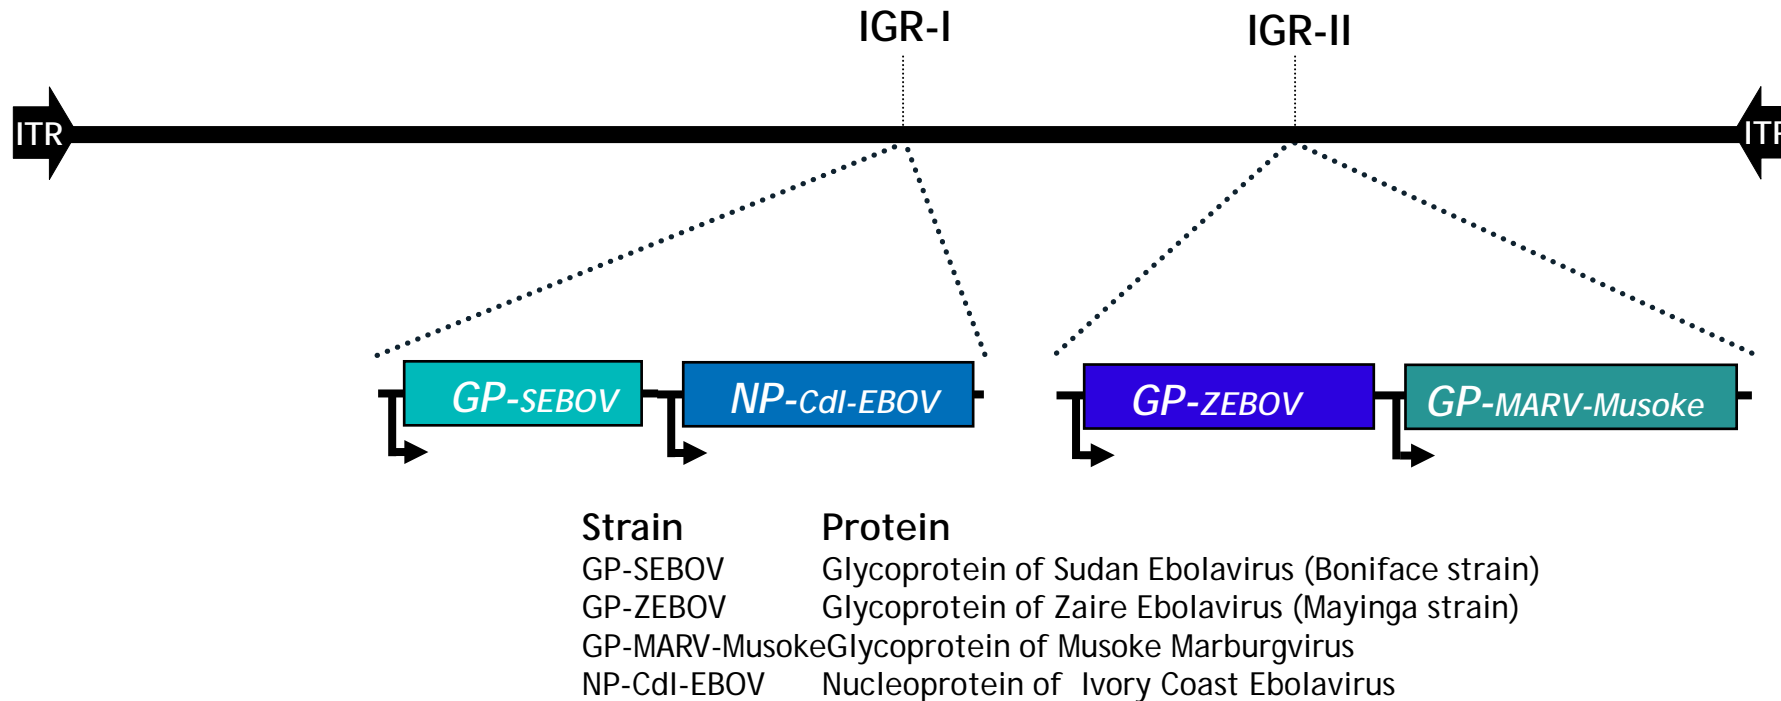 IGR-I IGR-II
ITR ITR
GP-SEBOV NP-CdI-EBOV GP-ZEBOV GP-MARV-Musoke
Strain Protein
GP-SEBOV Glycoprotein of Sudan Ebolavirus (Boniface strain)
GP-ZEBOV Glycoprotein of Zaire Ebolavirus (Mayinga strain)
GP-MARV-MusokeGlycoprotein of Musoke Marburgvirus
NP-CdI-EBOV Nucleoprotein of Ivory Coast Ebolavirus